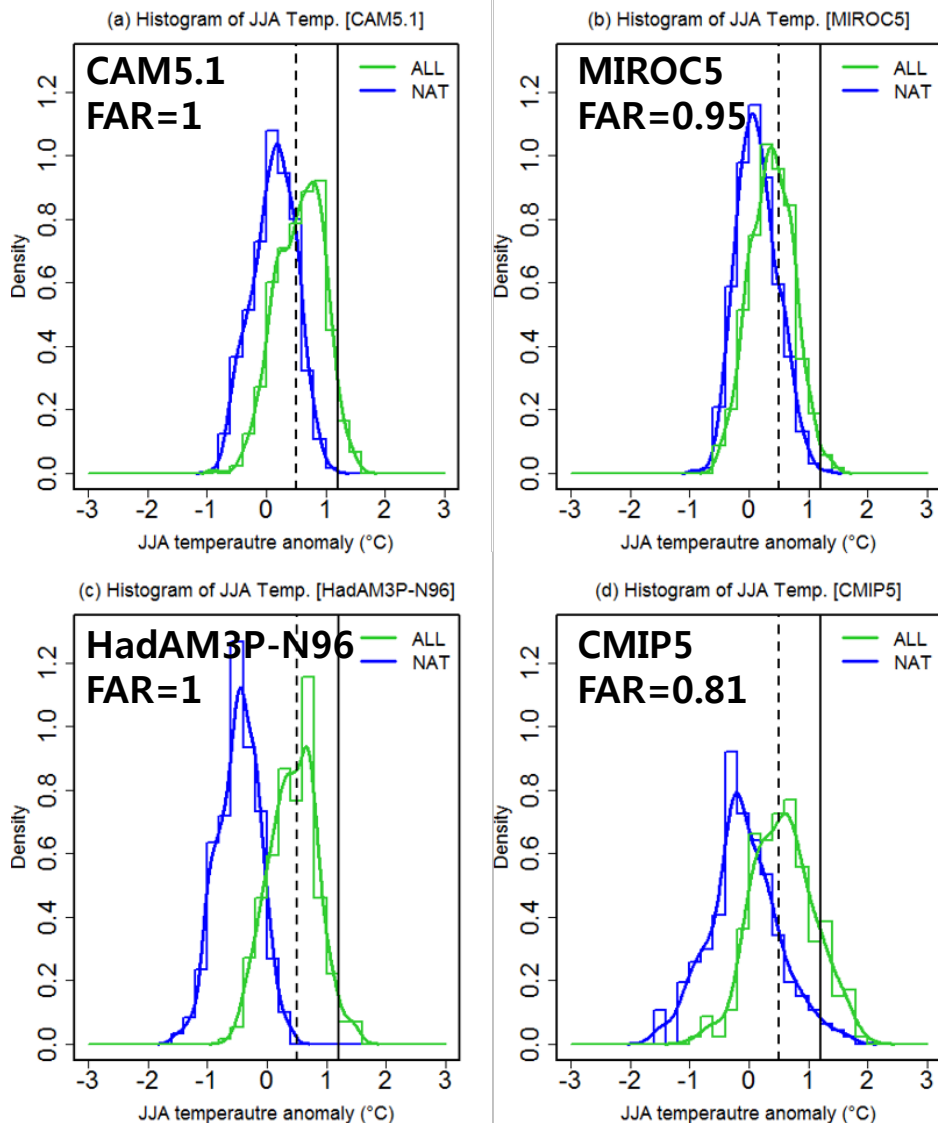 (a) Histogram of JJA Temp. [CAM5.1]
CAM5.1
FAR=1
ALL
NAT
Density
0.0 0.2 0.4 0.6 0.8 1.0 1.2
-3 -2 -1 0 1 2 3
JJA temperautre anomaly (°C)
(b) Histogram of JJA Temp. [MIROC5]
MIROC5
FAR=0.95
ALL
NAT
Density
0.0 0.2 0.4 0.6 0.8 1.0 1.2
-3 -2 -1 0 1 2 3
JJA temperautre anomaly (°C)
(c) Histogram of JJA Temp. [HadAM3P-N96]
HadAM3P-N96
FAR=1
ALL
NAT
Density
0.0 0.2 0.4 0.6 0.8 1.0 1.2
-3 -2 -1 0 1 2 3
JJA temperautre anomaly (°C)
(d) Histogram of JJA Temp. [CMIP5]
CMIP5
FAR=0.81
ALL
NAT
Density
0.0 0.2 0.4 0.6 0.8 1.0 1.2
-3 -2 -1 0 1 2 3
JJA temperautre anomaly (°C)